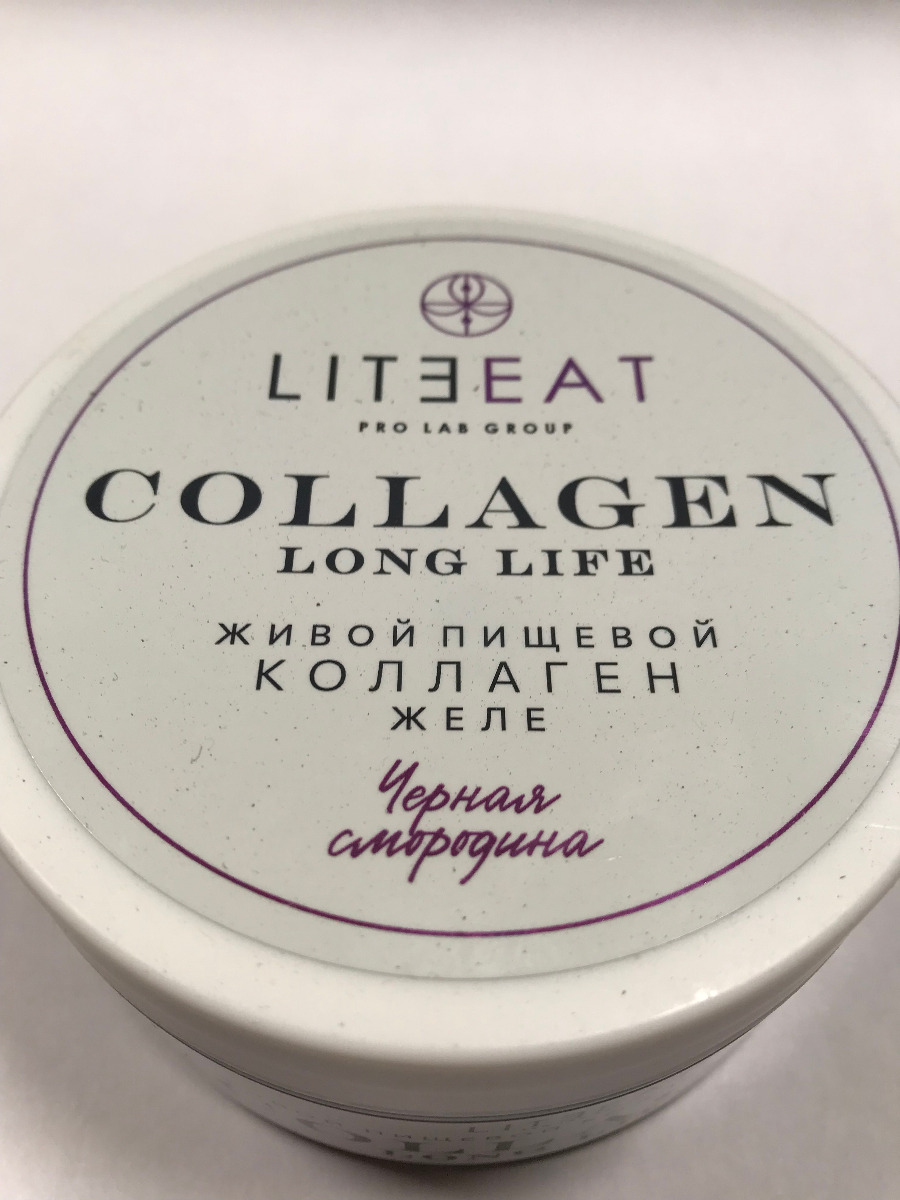 LITEEAT
PRO LAB GROUP
COLLAGEN
LONG LIFE
ЖИВОЙ ПИЩЕВОЙ
КОЛЛАГЕН
ЖЕЛЕ
Черная
смородина